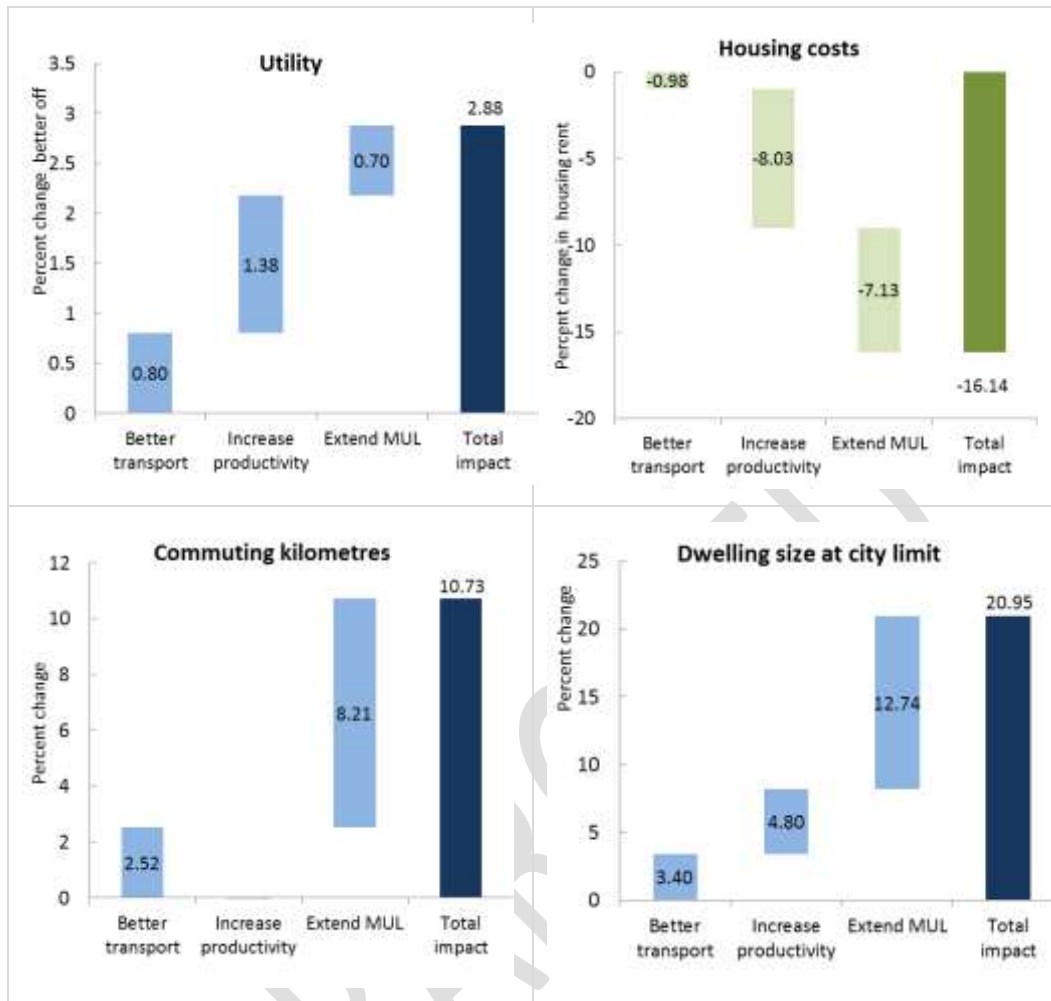 Utility
Percent change better off
3.5
3
2.5
2
1.5
1
0.5
0
0.80
1.38
0.70
2.88
Better transport
Increase productivity
Extend MUL
Total impact
Housing costs
Percent change in housing rent
0
-5
-10
-15
-20
-0.98
-8.03
-7.13
-16.14
Better transport
Increase productivity
Extend MUL
Total impact
Commuting kilometres
Percent change
12
10
8
6
4
2
0
2.52
8.21
10.73
Better transport
Increase productivity
Extend MUL
Total impact
Dwelling size at city limit
Percent change
25
20
15
10
5
0
3.40
4.80
12.74
20.95
Better transport
Increase productivity
Extend MUL
Total impact